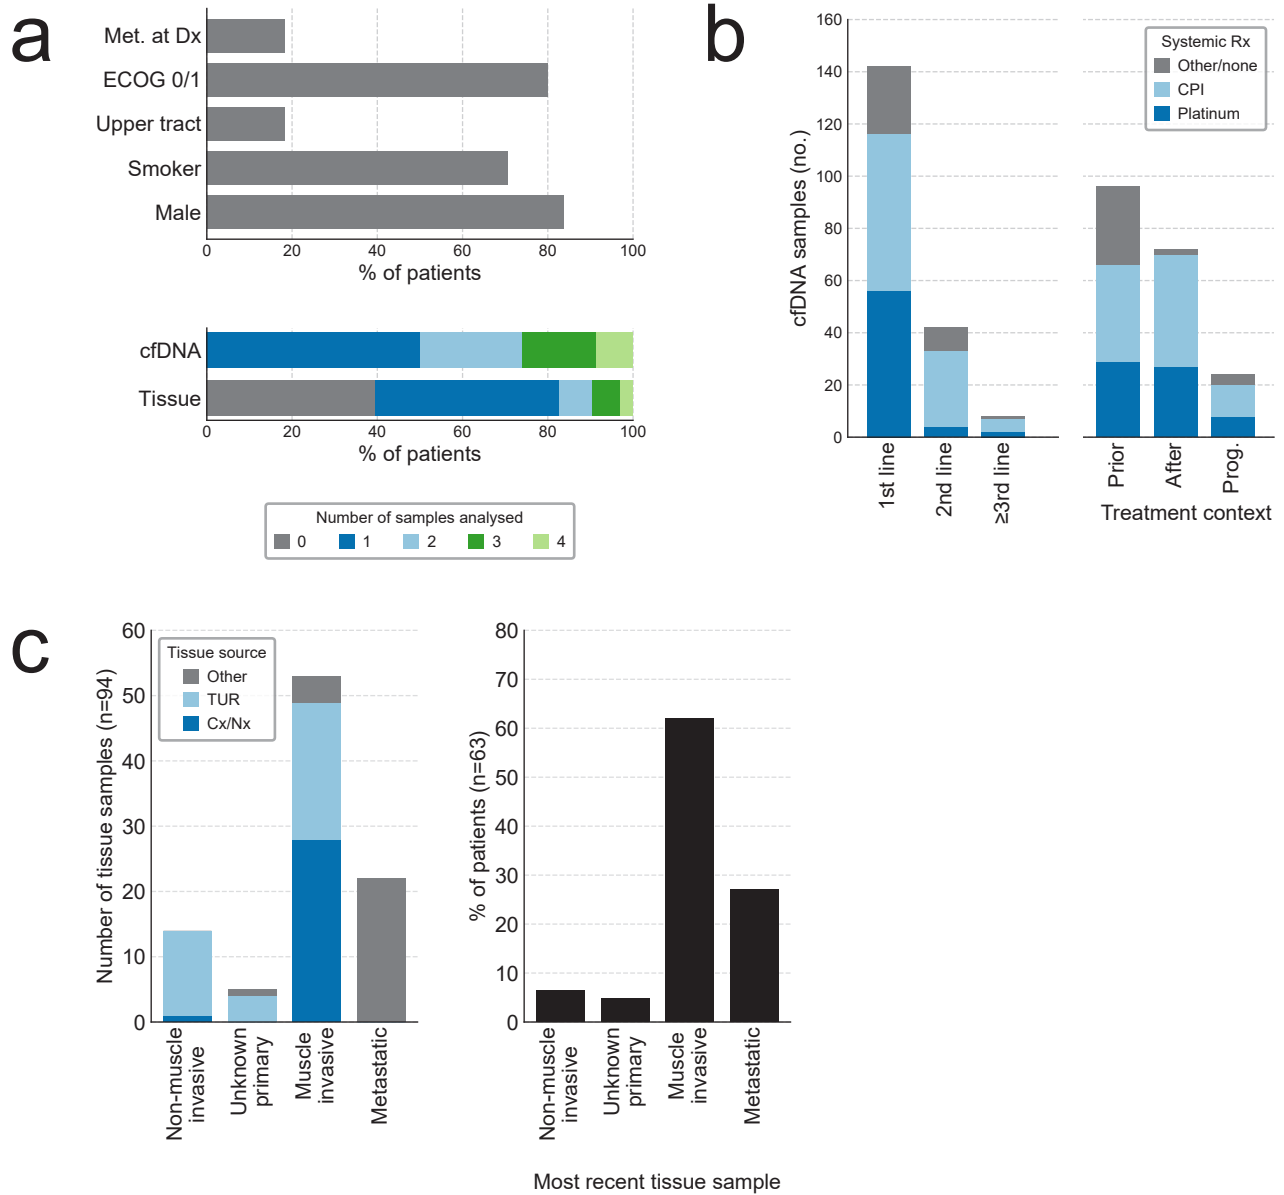 a
Met. at Dx
ECOG 0/1
Upper tract
Smoker
Male
0 20 40 60 80 100
% of patients
cfDNA
Tissue
0 20 40 60 80 100
% of patients
Number of samples analysed
0 1 2 3 4
b
160
140
120
100
80
60
40
20
0
cfDNA samples (no.)
Systemic Rx
Other/none
CPI
Platinum
1st line
2nd line
≥3rd line
Prior
After
Prog.
Treatment context
c
60
50
40
30
20
10
0
Number of tissue samples (n=94)
Tissue source
Other
TUR
Cx/Nx
Non-muscle
invasive
Unknown
primary
Muscle
invasive
Metastatic
80
70
60
50
40
30
20
10
0
% of patients (n=63)
Non-muscle
invasive
Unknown
primary
Muscle
invasive
Metastatic
Most recent tissue sample